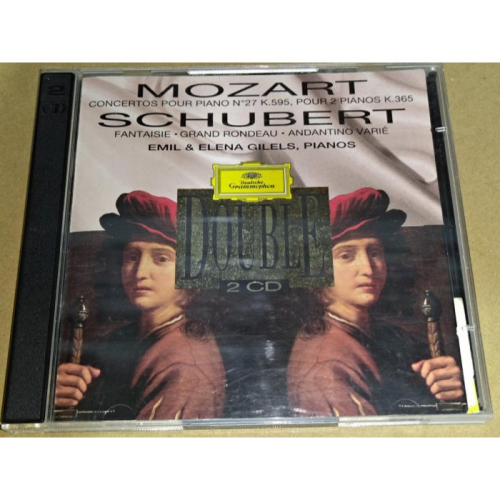 2
MOZART
CONCERTOS POUR PIANO N°27 K.595, POUR 2 PIANOS K.365
SCHUBERT
FANTAISIE • GRAND RONDEAU • ANDANTINO VARIÉ
EMIL & ELENA GILELS, PIANOS
Deutsche
Grammophon
DOUBLE
2 CD